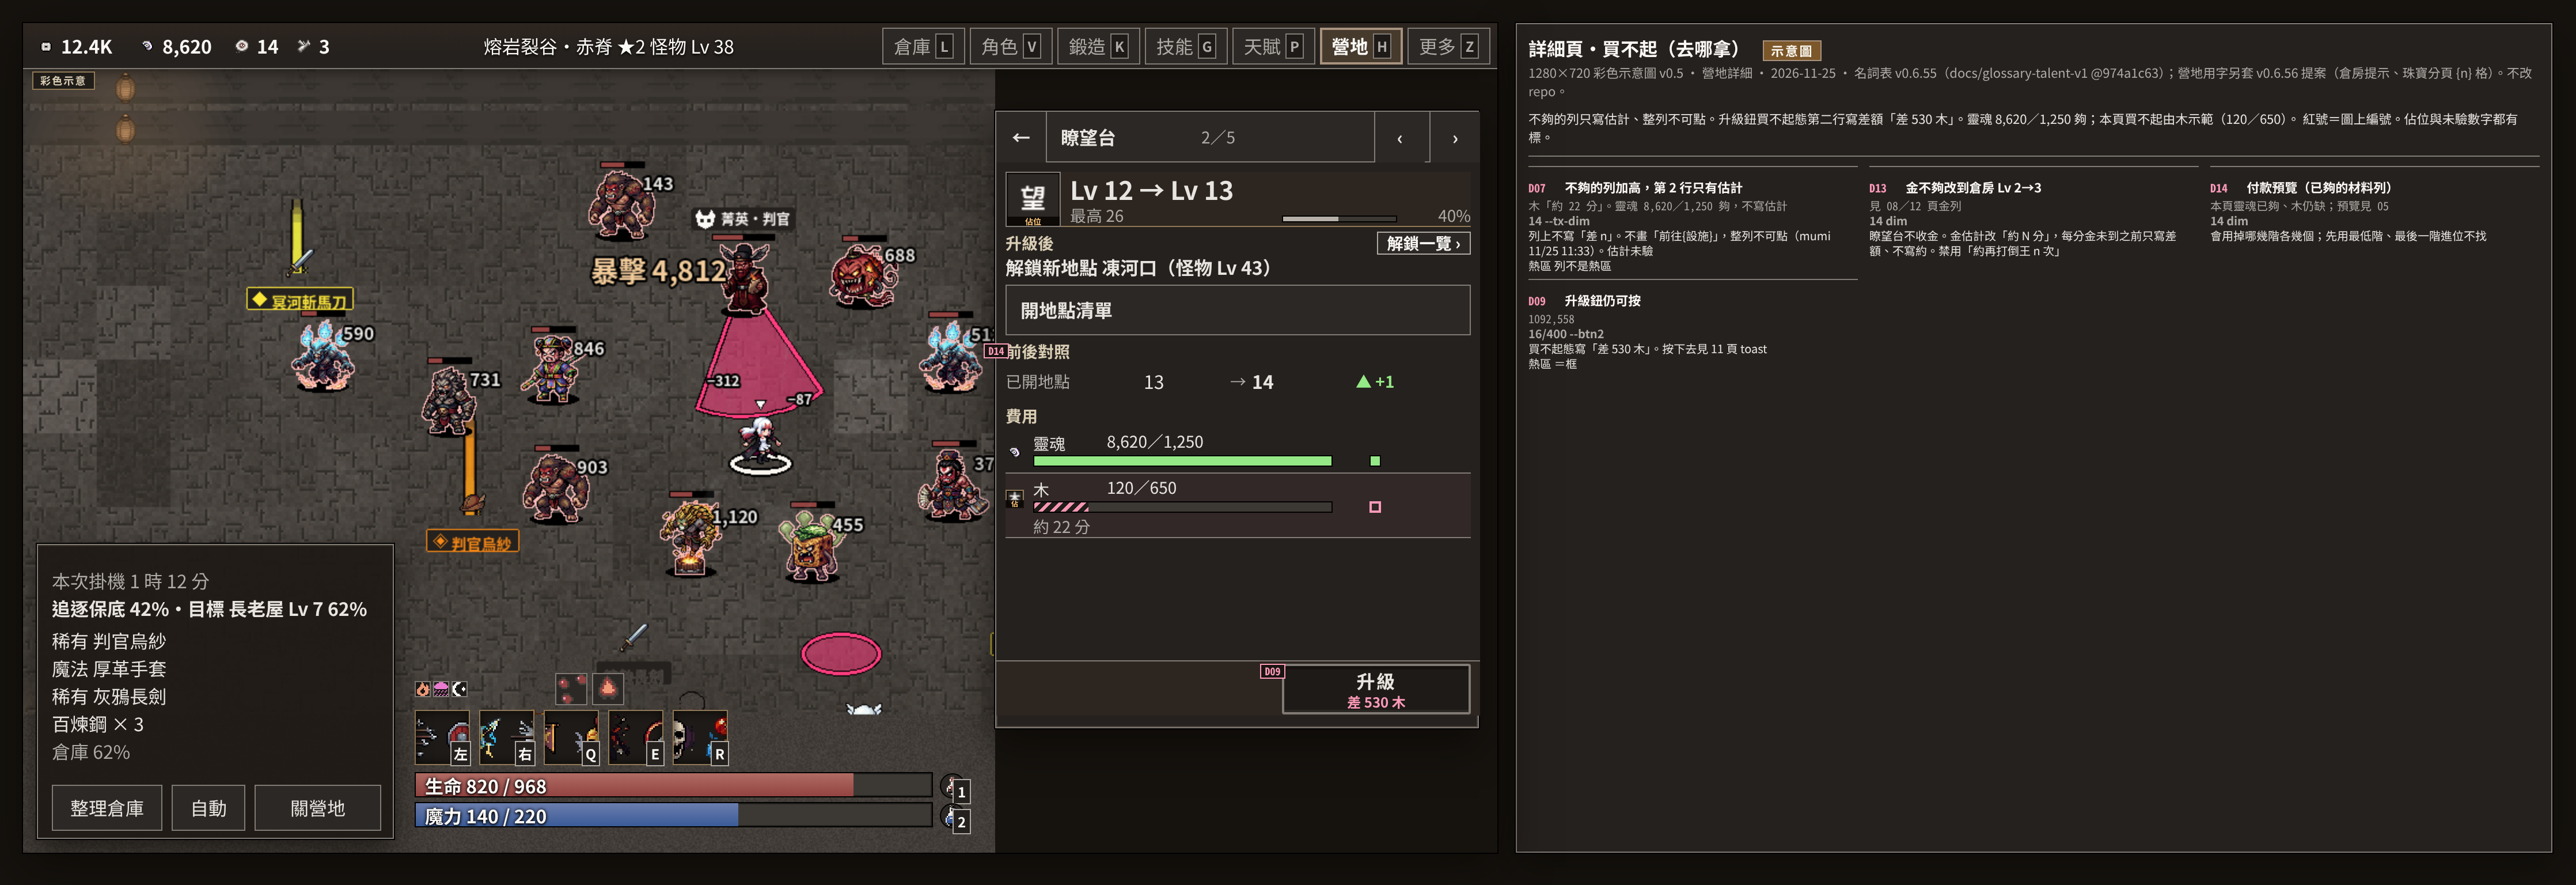 12.4K 8,620 14 3
熔岩裂谷・赤脊 ★2 怪物 Lv 38
倉庫 L 角色 V 鍛造 K 技能 G 天賦 P 營地 H 更多 Z
彩色示意
143
菁英・判官
688
暴擊 4,812
冥河斬馬刀
590
846
731
-312
-87
903
1,120
455
判官烏紗
本次掛機 1 時 12 分
追逐保底 42%・目標 長老屋 Lv 7 62%
稀有 判官烏紗
魔法 厚革手套
稀有 灰鴉長劍
百煉鋼 × 3
倉庫 62%
整理倉庫 自動 關營地
左 右 Q E R
生命 820 / 968 1
魔力 140 / 220 2
← 瞭望台 2／5 ‹ ›
望 佔位
Lv 12 → Lv 13
最高 26 40%
升級後 解鎖一覽 ›
解鎖新地點 凍河口（怪物 Lv 43）
開地點清單
D14 前後對照
已開地點 13 → 14 ▲ +1
費用
靈魂 8,620／1,250
木 120／650
約 22 分
D09
升級
差 530 木
詳細頁・買不起（去哪拿） 示意圖
1280×720 彩色示意圖 v0.5 ・ 營地詳細 ・ 2026-11-25 ・ 名詞表 v0.6.55（docs/glossary-talent-v1 @974a1c63）；營地用字另套 v0.6.56 提案（倉房提示、珠寶分頁 {n} 格）。不改
repo。
不夠的列只寫估計、整列不可點。升級鈕買不起態第二行寫差額「差 530 木」。靈魂 8,620／1,250 夠；本頁買不起由木示範（120／650）。 紅號＝圖上編號。佔位與未驗數字都有
標。
D07 不夠的列加高，第 2 行只有估計
木「約 22 分」。靈魂 8,620／1,250 夠，不寫估計
14 --tx-dim
列上不寫「差 n」。不畫「前往{設施}」，整列不可點（mumi
11/25 11:33）。估計未驗
熱區 列不是熱區
D13 金不夠改到倉房 Lv 2→3
見 08／12 頁金列
14 dim
瞭望台不收金。金估計改「約 N 分」，每分金未到之前只寫差
額、不寫約。禁用「約再打倒王 n 次」
D14 付款預覽（已夠的材料列）
本頁靈魂已夠、木仍缺；預覽見 05
14 dim
會用掉哪幾階各幾個；先用最低階、最後一階進位不找
D09 升級鈕仍可按
1092,558
16/400 --btn2
買不起態寫「差 530 木」。按下去見 11 頁 toast
熱區 ＝框